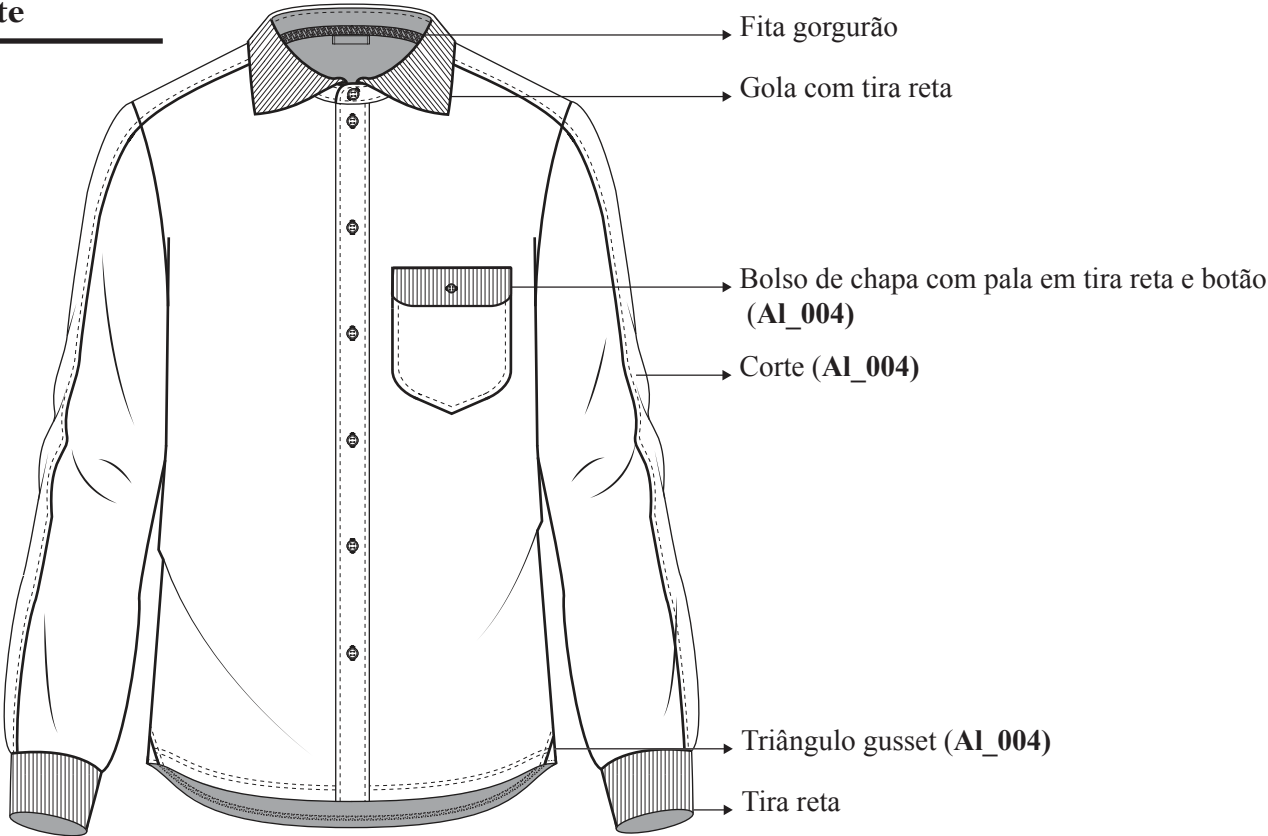 te
Fita gorgurão
Gola com tira reta
Bolso de chapa com pala em tira reta e botão
(Al_004)
Corte (Al_004)
Triângulo gusset (Al_004)
Tira reta